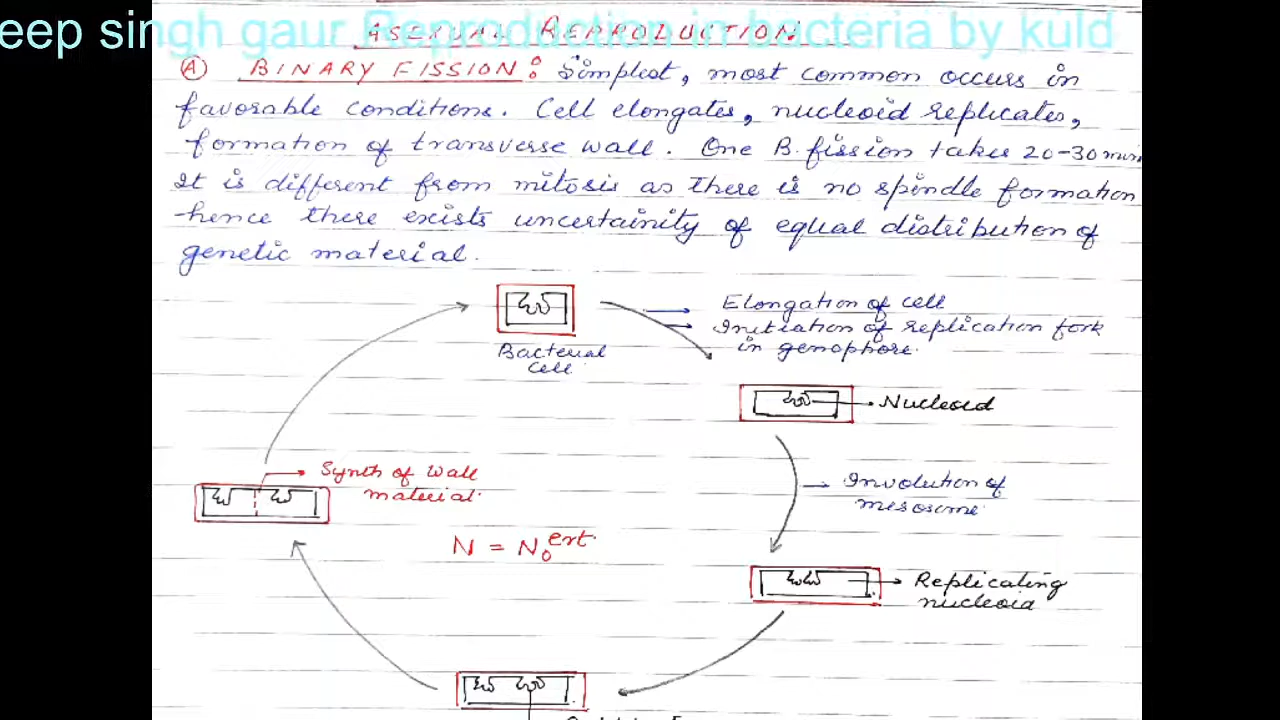 eep singh gaur Reproduction in bacteria by kuld
ASEXUAL REPRODUCTION
(A) BINARY FISSION: Simplest, most common occurs in
favorable conditions. Cell elongates, nucleoid replicates,
formation of transverse wall. One B. fission takes 20-30 min
It is different from mitosis as there is no spindle formation
hence there exists uncertainity of equal distribution of
genetic material.
Elongation of cell
Initiation of replication fork
in genophore.
Bacterial
Cell.
Nucleoid
Synth of wall
material.
Involution of
mesosome
N = N₀ ert.
Replicating
nucleoid